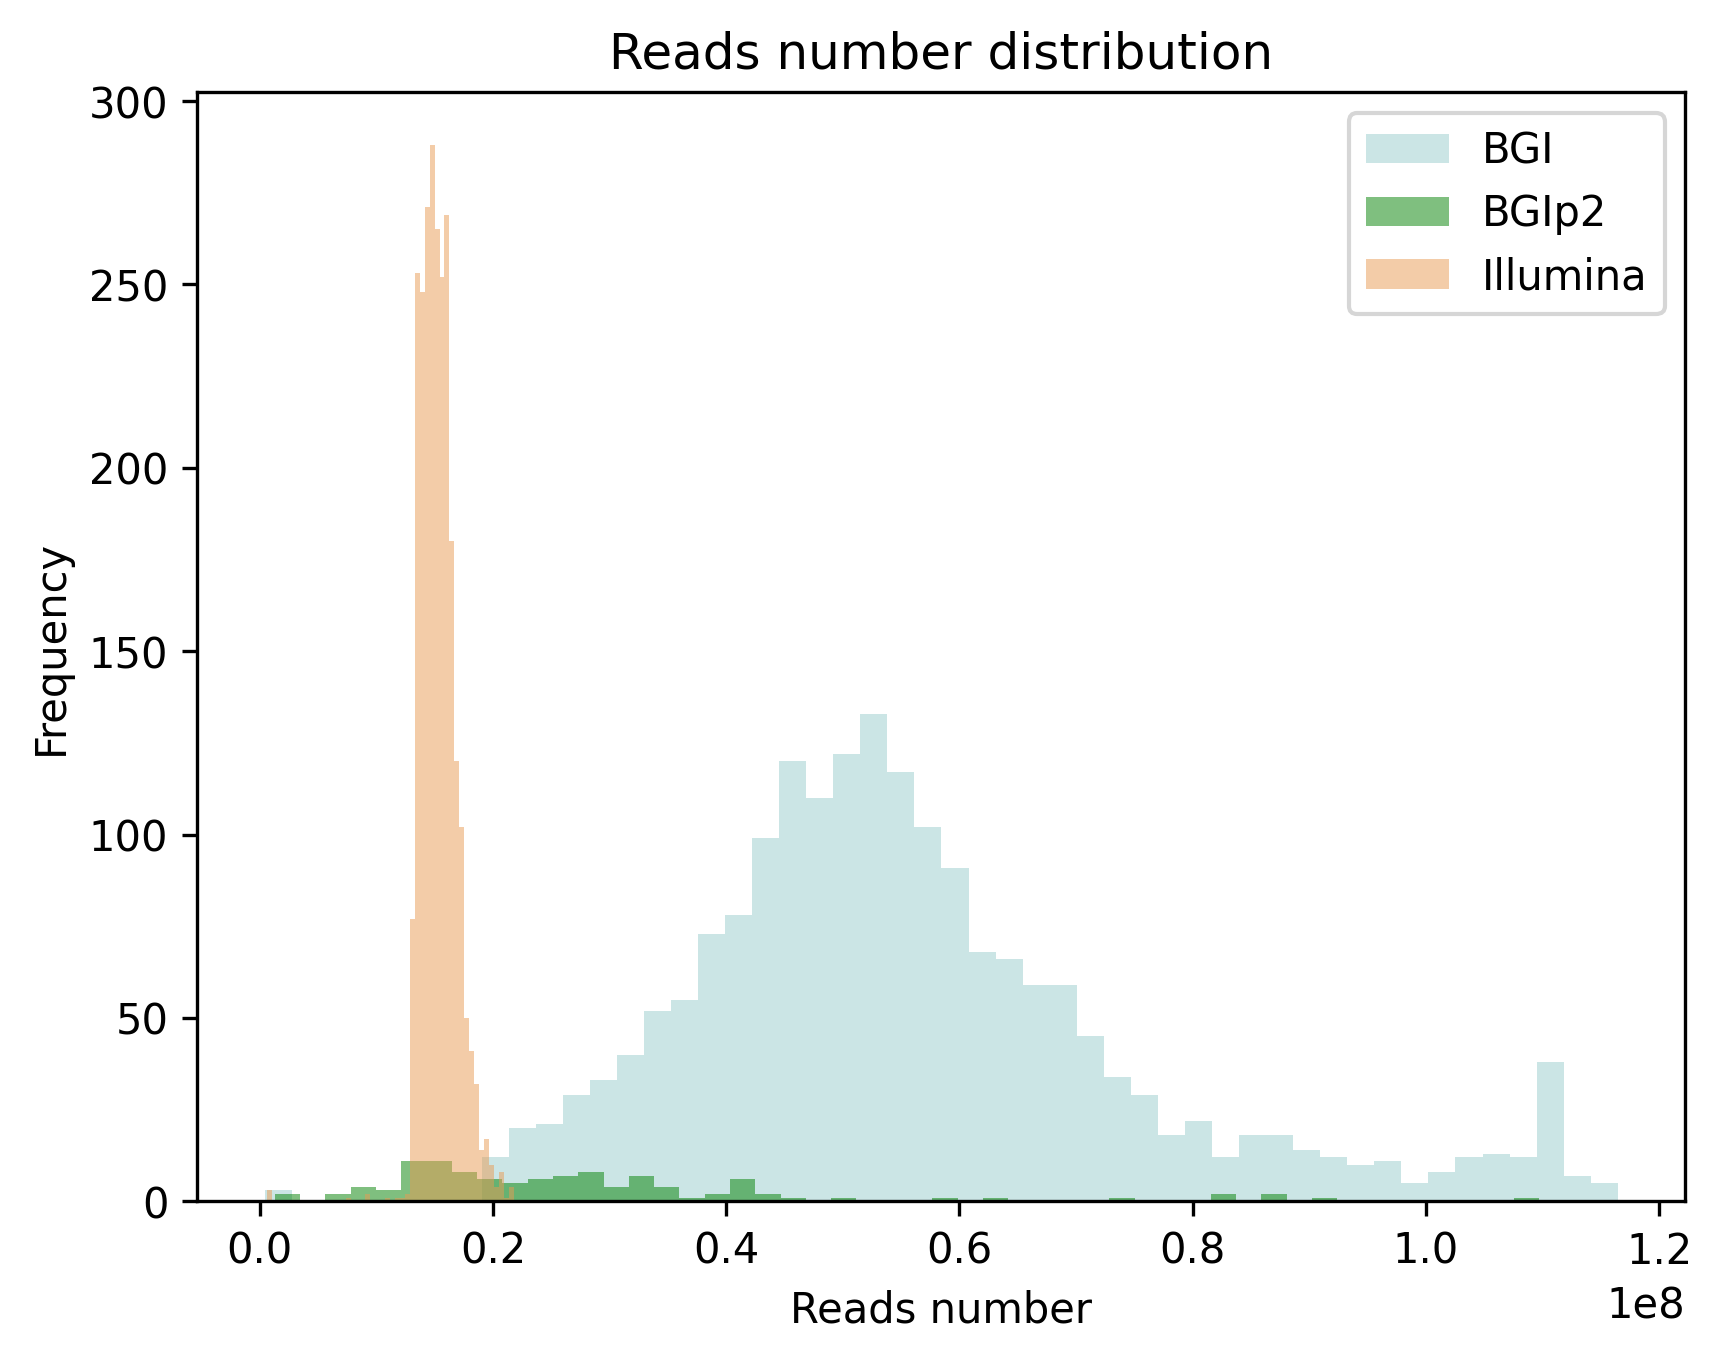 Reads number distribution
300
250
200
150
100
50
0
Frequency
BGI
BGIp2
Illumina
0.0 0.2 0.4 0.6 0.8 1.0 1.2
1e8
Reads number